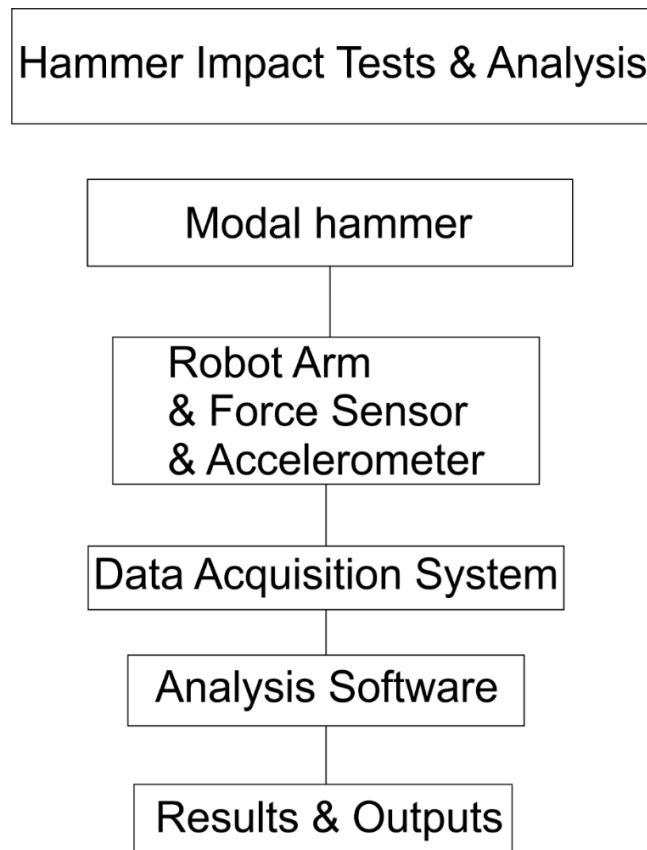 Hammer Impact Tests & Analysis
Modal hammer
Robot Arm
& Force Sensor
& Accelerometer
Data Acquisition System
Analysis Software
Results & Outputs